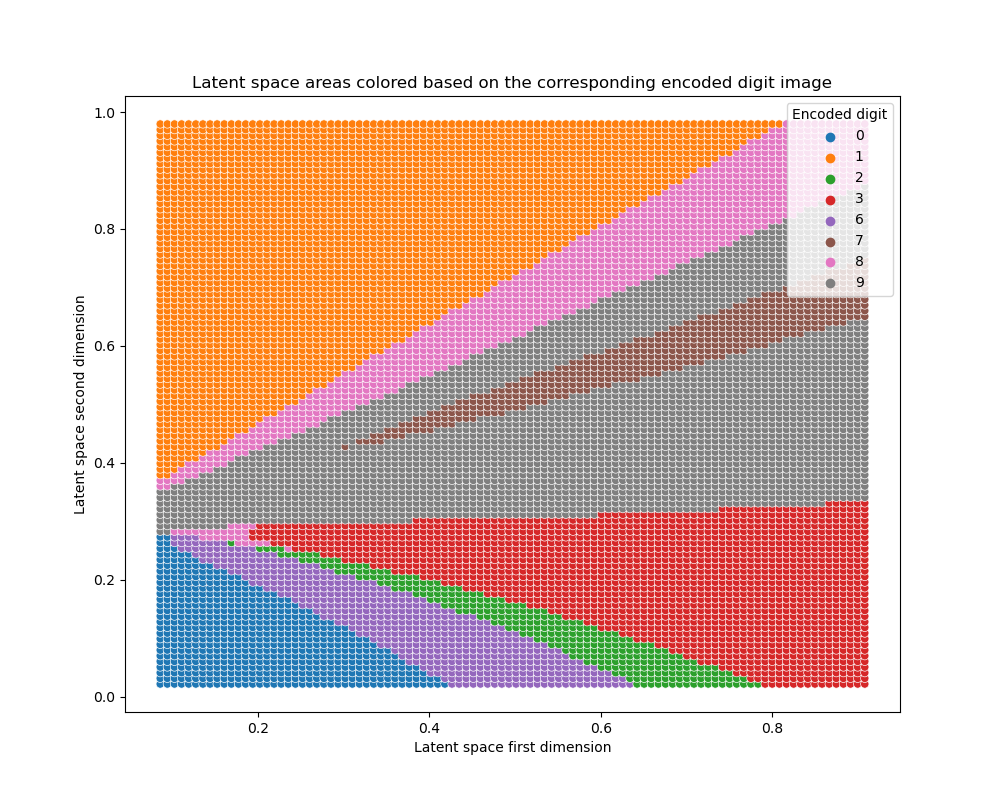 Latent space areas colored based on the corresponding encoded digit image
Encoded digit
0
1
2
3
6
7
8
9
1.0
0.8
0.6
0.4
0.2
0.0
Latent space second dimension
0.2 0.4 0.6 0.8
Latent space first dimension